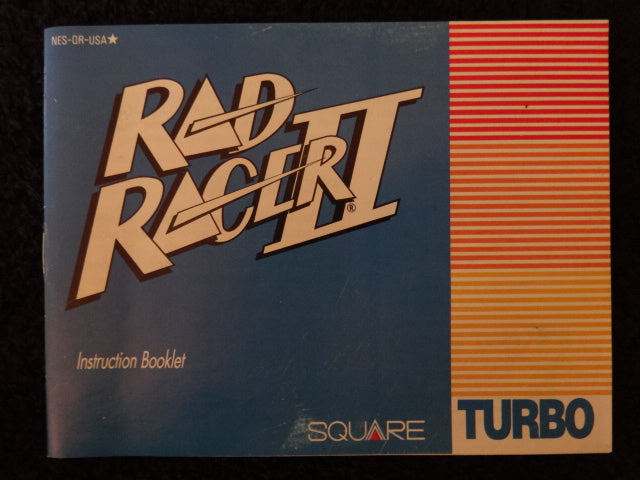 NES-QR-USA★
RAD
RACER II®
Instruction Booklet
SQUARE
TURBO